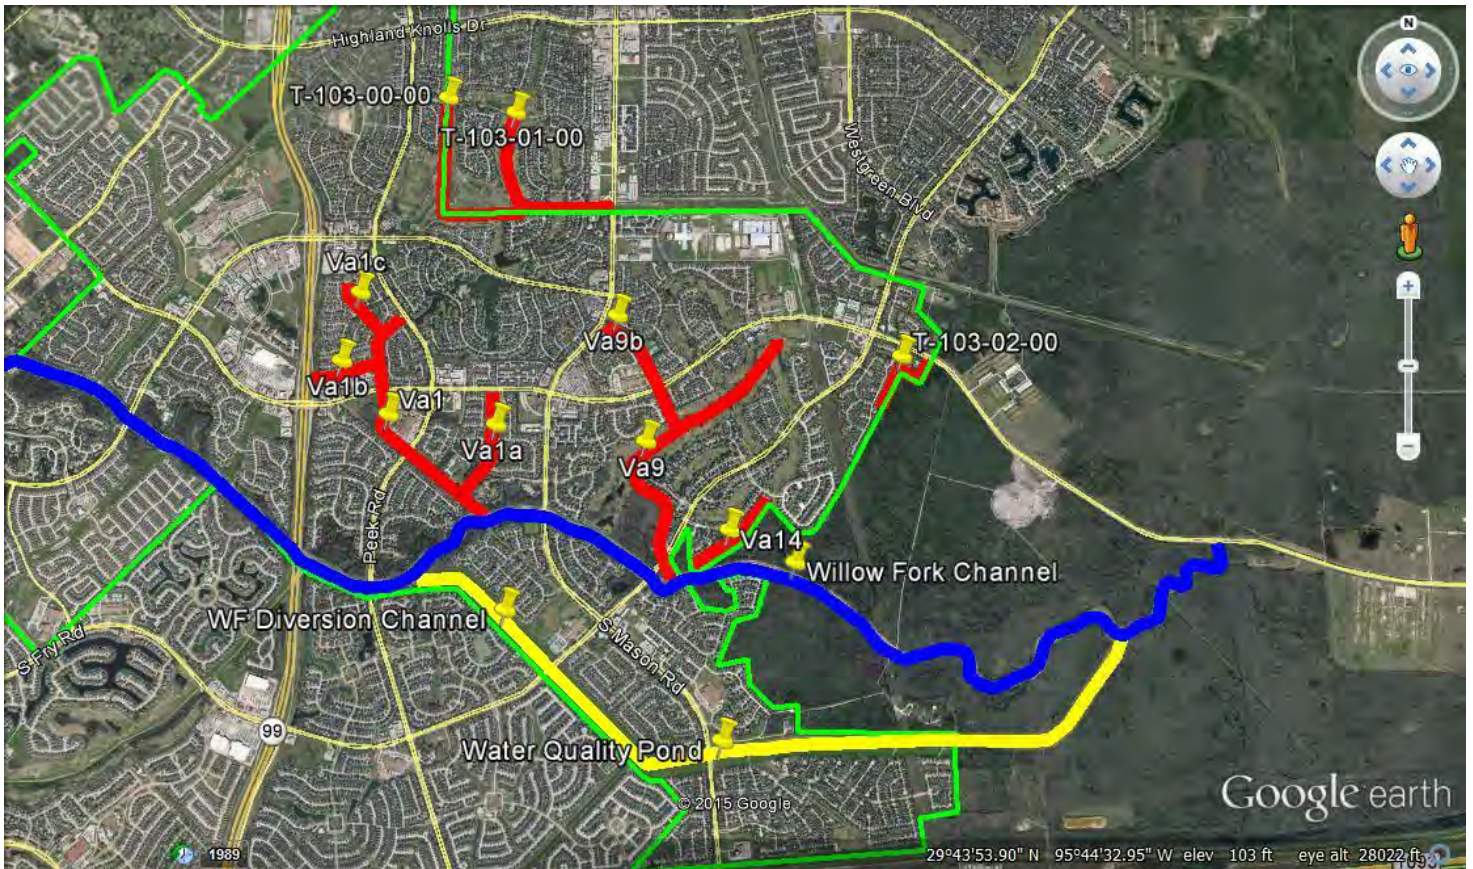 Highland Knolls Dr
N
T-103-00-00
T-103-01-00
Westgreen Blvd
Va1c
Va9b
T-103-02-00
Va1b
Va1
Va1a
Va9
Peek Rd
Va14
Willow Fork Channel
WF Diversion Channel
S Fry Rd
S Mason Rd
99
Water Quality Pond
© 2015 Google
Google earth
1989
29°43'53.90" N 95°44'32.95" W elev 103 ft eye alt 28022 ft